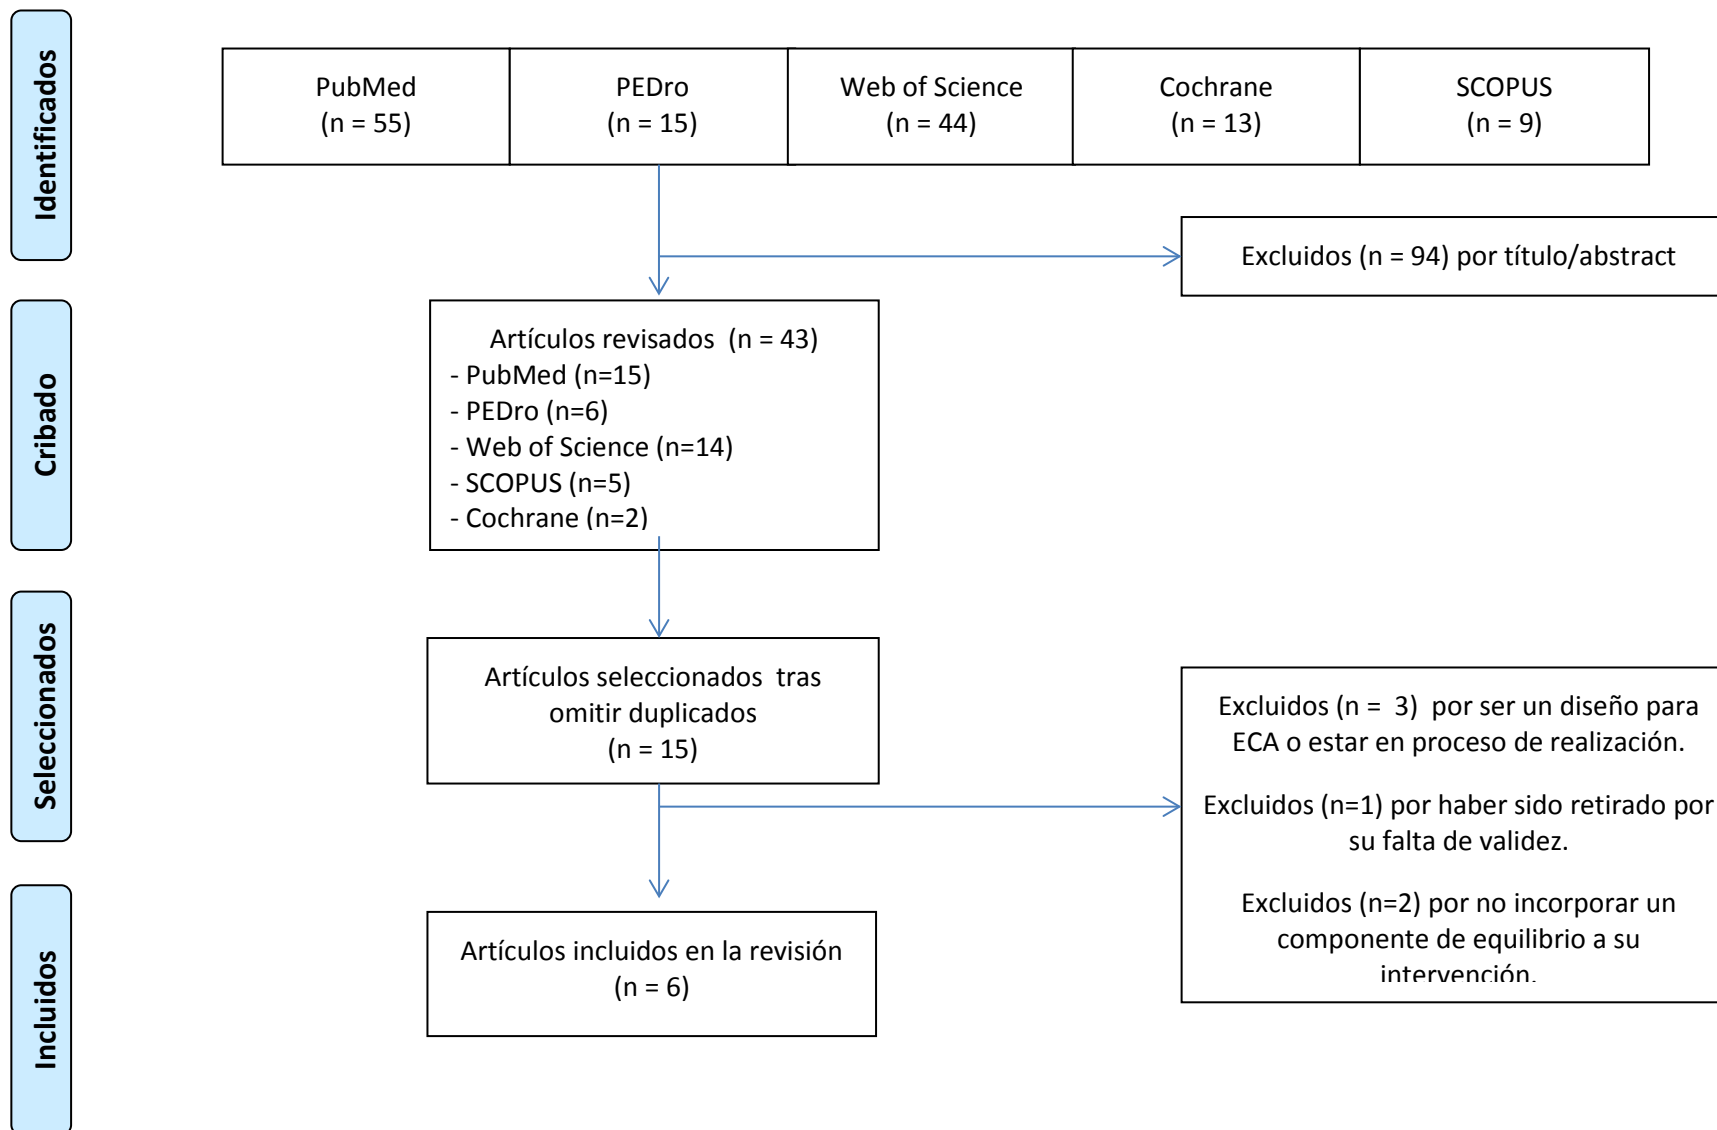 Identificados
PubMed
(n = 55)
PEDro
(n = 15)
Web of Science
(n = 44)
Cochrane
(n = 13)
SCOPUS
(n = 9)
Excluidos (n = 94) por título/abstract
Cribado
Artículos revisados (n = 43)
- PubMed (n=15)
- PEDro (n=6)
- Web of Science (n=14)
- SCOPUS (n=5)
- Cochrane (n=2)
Seleccionados
Artículos seleccionados tras
omitir duplicados
(n = 15)
Excluidos (n = 3) por ser un diseño para
ECA o estar en proceso de realización.
Excluidos (n=1) por haber sido retirado por
su falta de validez.
Excluidos (n=2) por no incorporar un
componente de equilibrio a su
intervención.
Incluidos
Artículos incluidos en la revisión
(n = 6)